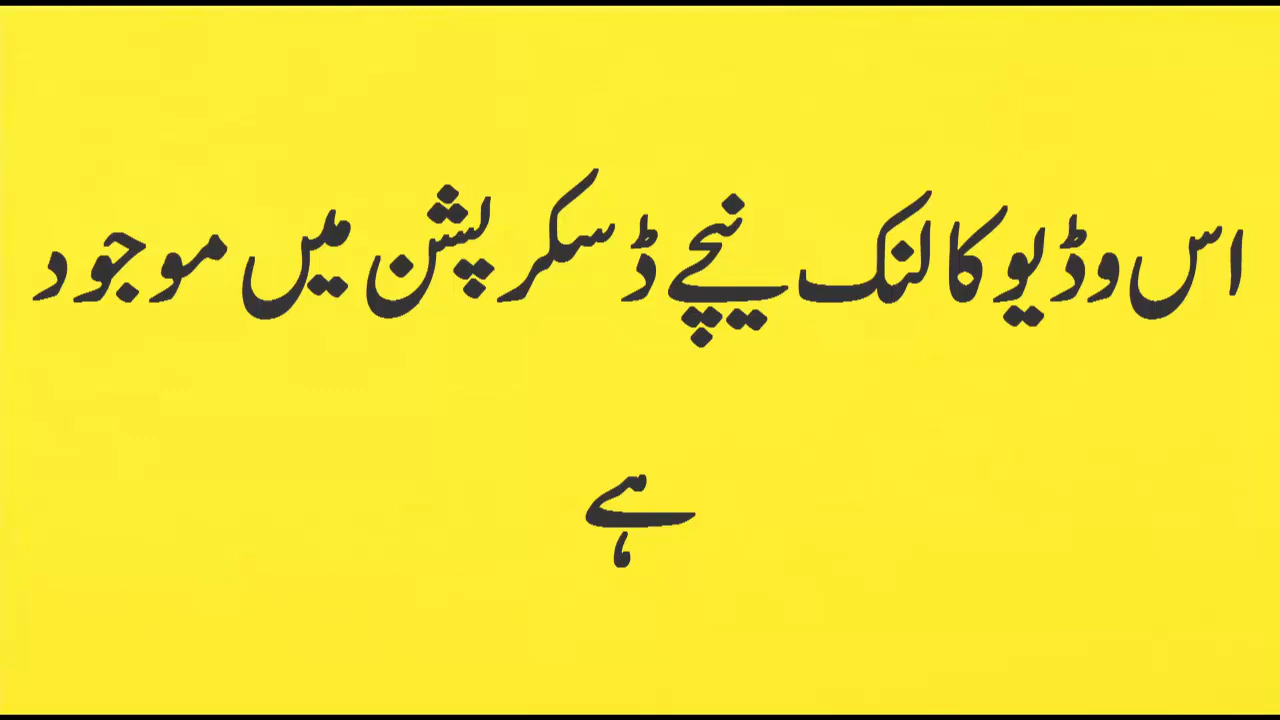 اس وڈیو کا لنک نیچے ڈسکرپشن میں موجود
ہے